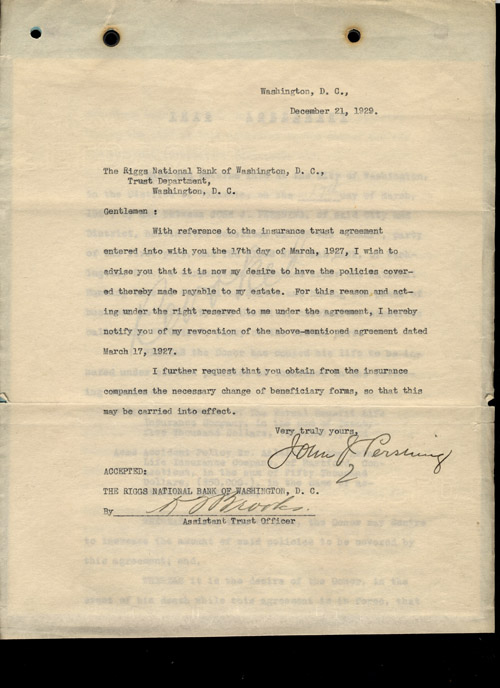 Washington, D. C.,
December 21, 1929.
The Riggs National Bank of Washington, D. C.,
Trust Department,
Washington, D. C.
Gentlemen :
With reference to the insurance trust agreement
entered into with you the 17th day of March, 1927, I wish to
advise you that it is now my desire to have the policies cover-
ed thereby made payable to my estate. For this reason and act-
ing under the right reserved to me under the agreement, I hereby
notify you of my revocation of the above-mentioned agreement dated
March 17, 1927.
I further request that you obtain from the insurance
companies the necessary change of beneficiary forms, so that this
may be carried into effect.
Very truly yours,
John J. Pershing
2
ACCEPTED:
THE RIGGS NATIONAL BANK OF WASHINGTON, D. C.
By Brooks.
Assistant Trust Officer